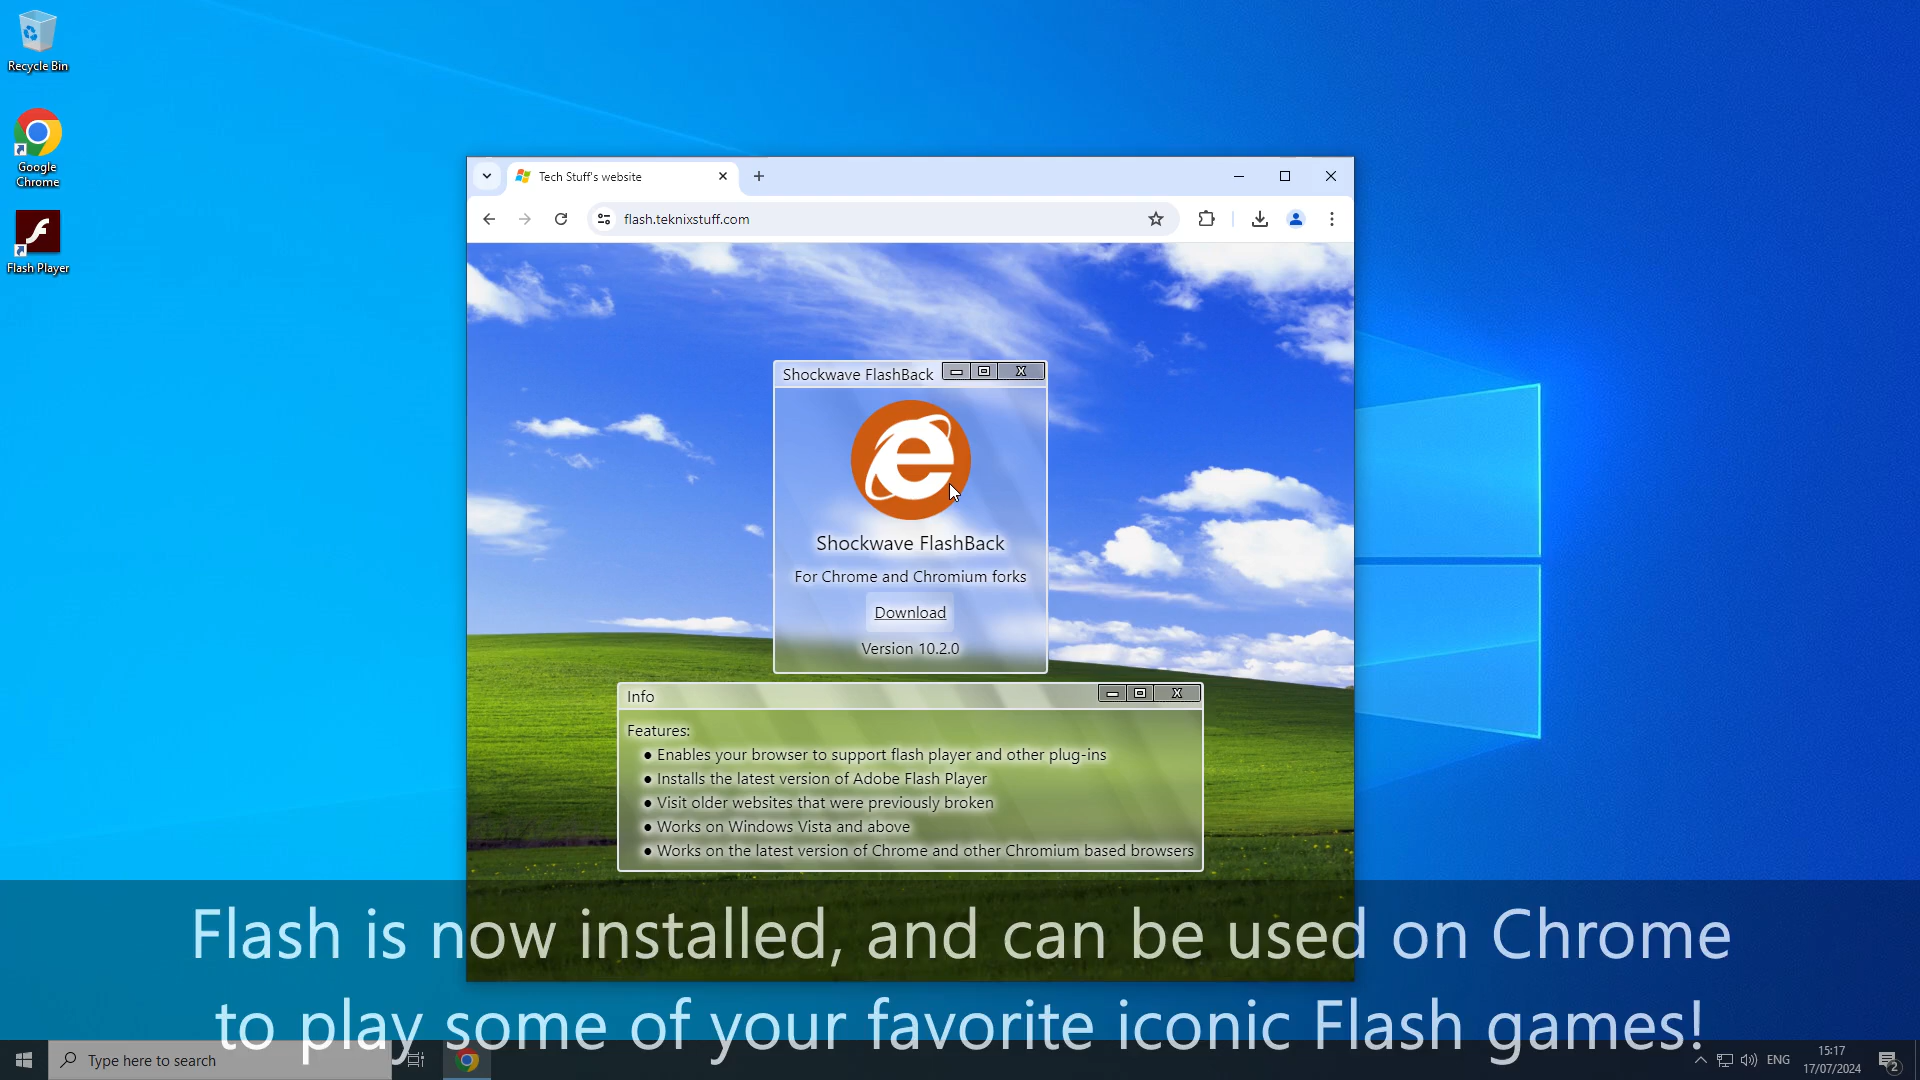 Recycle Bin
Google
Chrome
Flash Player
Tech Stuff's website
flash.teknixstuff.com
Shockwave FlashBack
Shockwave FlashBack
For Chrome and Chromium forks
Download
Version 10.2.0
Info
Features:
● Enables your browser to support flash player and other plug-ins
● Installs the latest version of Adobe Flash Player
● Visit older websites that were previously broken
● Works on Windows Vista and above
● Works on the latest version of Chrome and other Chromium based browsers
Flash is now installed, and can be used on Chrome
to play some of your favorite iconic Flash games!
Type here to search
ENG
15:17
17/07/2024
2